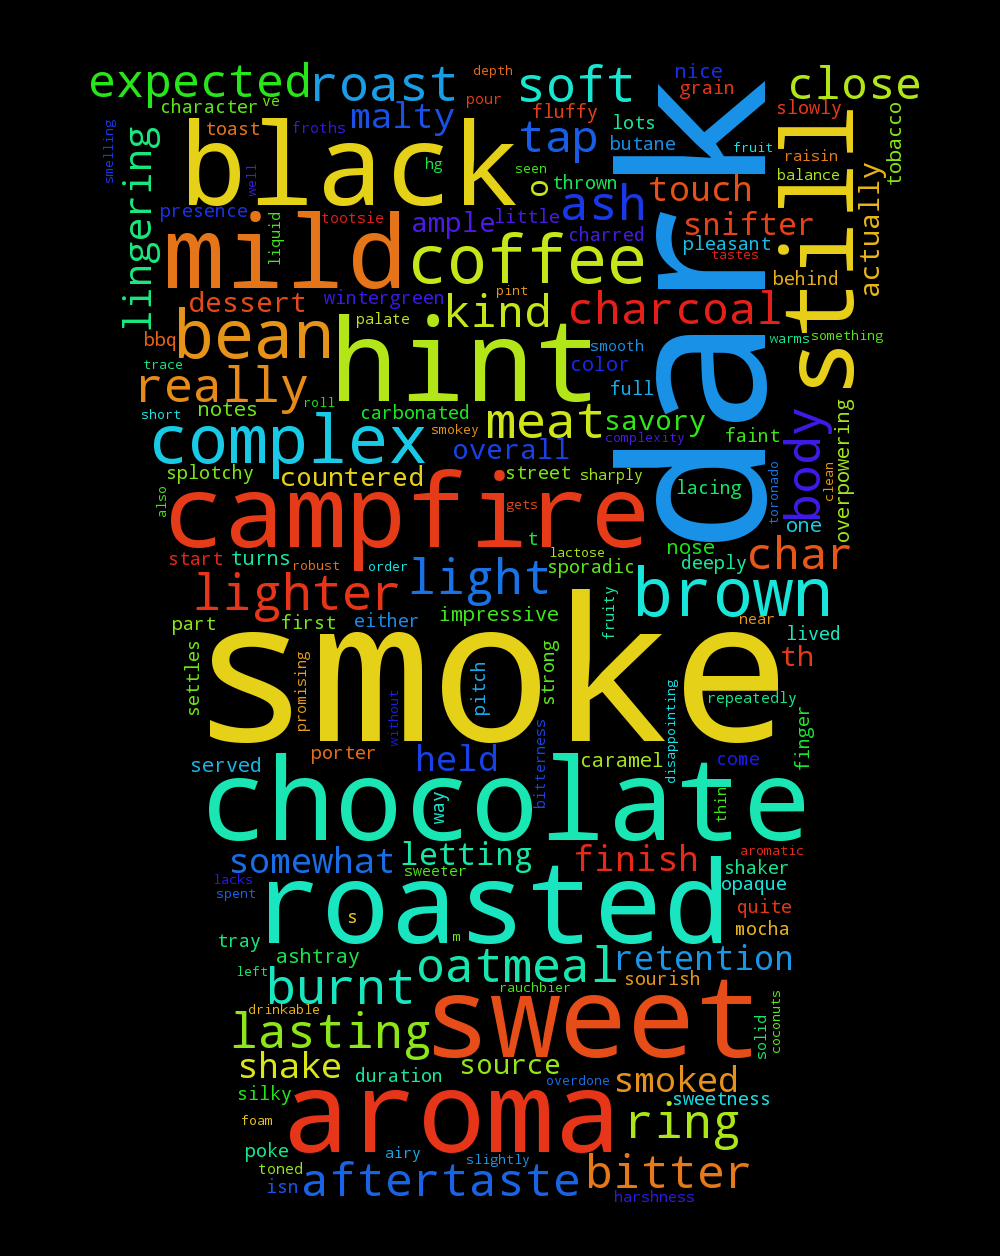 depth
expected
roast
soft
nice
close
grain
character
ve
pour
fluffy
slowly
smelling
toast
froths
malty
tap
lots
butane
fruit
raisin
tobacco
lingering
black
well
hg
seen
o
thrown
dark
touch
balance
still
actually
presence
liquid
tootsie
ample
little
ash
charred
snifter
pleasant
tastes
mild
coffee
behind
dessert
wintergreen
pint
kind
charcoal
bbq
bean
palate
hint
smooth
color
warms
something
trace
really
roll
full
short
notes
carbonated
smokey
meat
savory
complexity
faint
body
overpowering
complex
overall
splotchy
countered
street
sharply
lacing
toronado
clean
also
campfire
gets
one
t
nose
char
start
turns
robust
order
lactose
sporadic
deeply
lighter
light
brown
near
part
first
either
impressive
fruity
lived
th
settles
promising
smoke
without
pitch
strong
disappointing
repeatedly
finger
served
porter
held
bitterness
caramel
come
chocolate
way
thin
somewhat
letting
finish
aromatic
shaker
lacks
spent
sweeter
roasted
opaque
s
quite
mocha
tray
m
ashtray
left
burnt
oatmeal
retention
rauchbier
sourish
drinkable
sweet
solid
coconuts
lasting
shake
source
duration
overdone
smoked
silky
sweetness
foam
aroma
ring
poke
airy
toned
slightly
isn
aftertaste
bitter
harshness